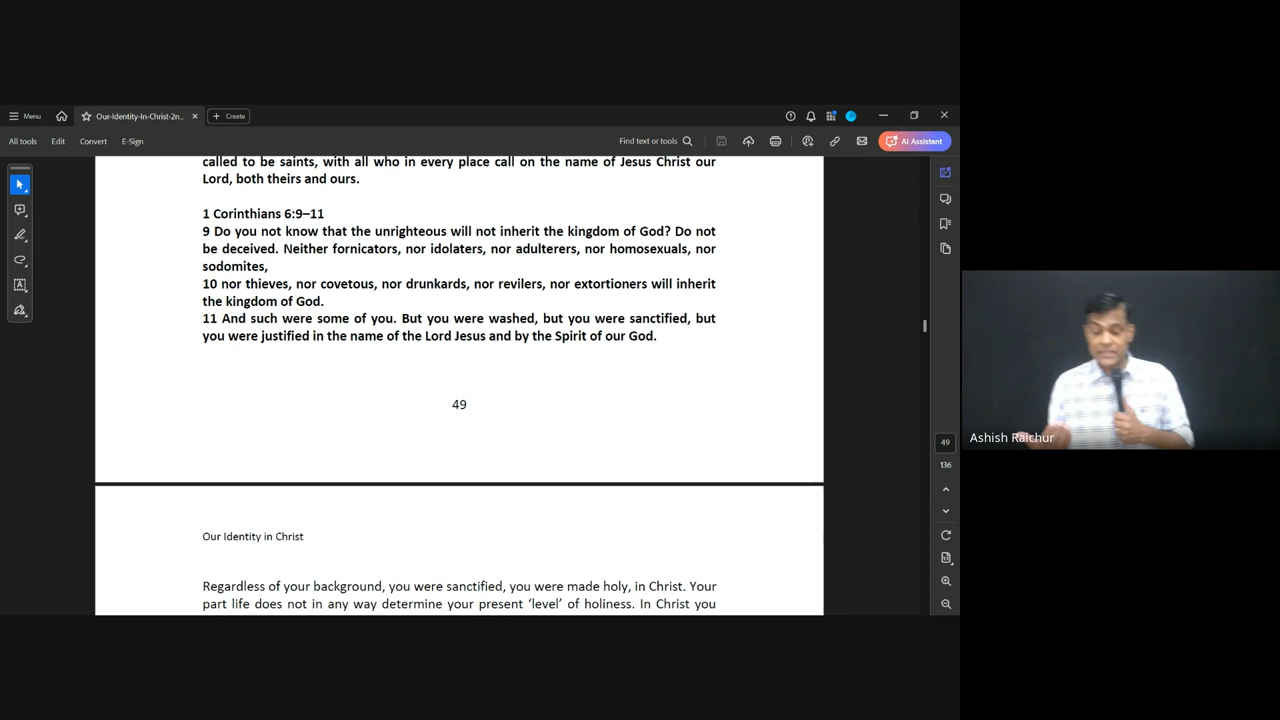 Menu
Our-Identity-In-Christ-2n...
Create
All tools
Edit
Convert
E-Sign
Find text or tools
AI Assistant
called to be saints, with all who in every place call on the name of Jesus Christ our
Lord, both theirs and ours.
1 Corinthians 6:9–11
9 Do you not know that the unrighteous will not inherit the kingdom of God? Do not
be deceived. Neither fornicators, nor idolaters, nor adulterers, nor homosexuals, nor
sodomites,
10 nor thieves, nor covetous, nor drunkards, nor revilers, nor extortioners will inherit
the kingdom of God.
11 And such were some of you. But you were washed, but you were sanctified, but
you were justified in the name of the Lord Jesus and by the Spirit of our God.
49
Our Identity in Christ
Regardless of your background, you were sanctified, you were made holy, in Christ. Your
part life does not in any way determine your present ‘level’ of holiness. In Christ you
49
136
Ashish Raichur